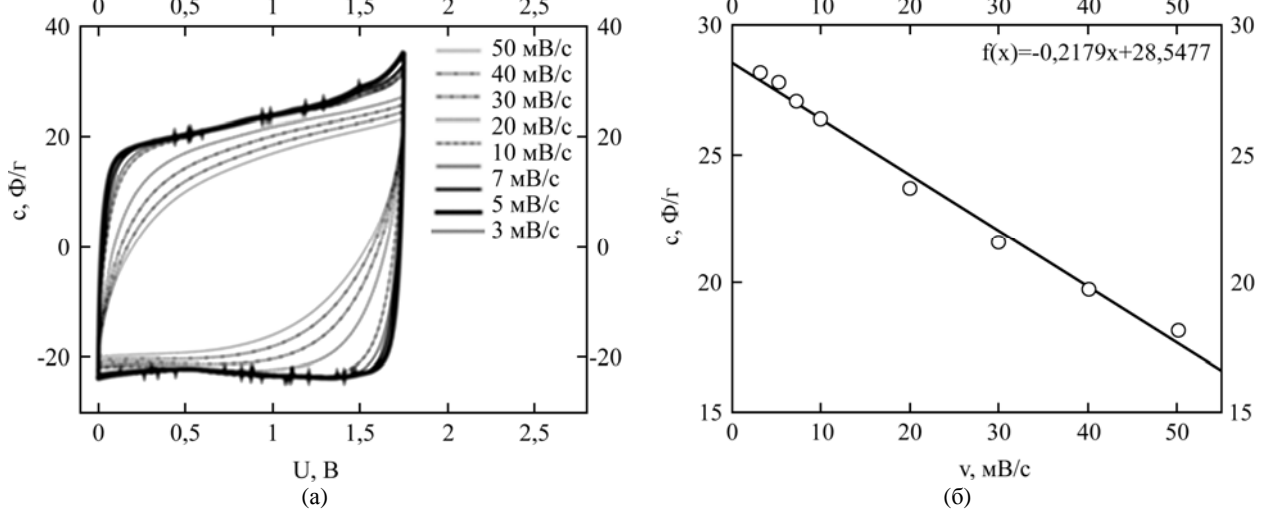 0 0,5 1 1,5 2 2,5
40 40
20 20
0 0
-20 -20
0 0,5 1 1,5 2 2,5
c, Ф/г
U, В
50 мВ/с
40 мВ/с
30 мВ/с
20 мВ/с
10 мВ/с
7 мВ/с
5 мВ/с
3 мВ/с
(а)
0 10 20 30 40 50
f(x)=-0,2179x+28,5477
30 30
25 25
20 20
15 15
0 10 20 30 40 50
c, Ф/г
v, мВ/с
(б)